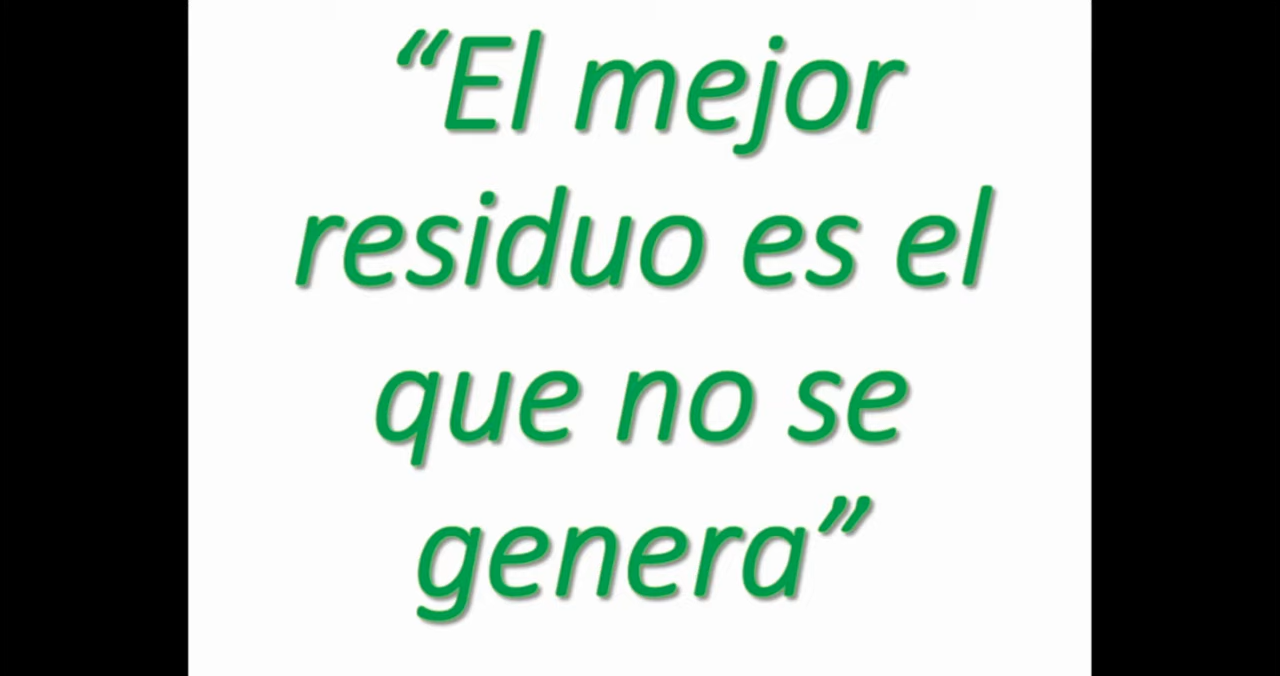 “El mejor
residuo es el
que no se
genera”